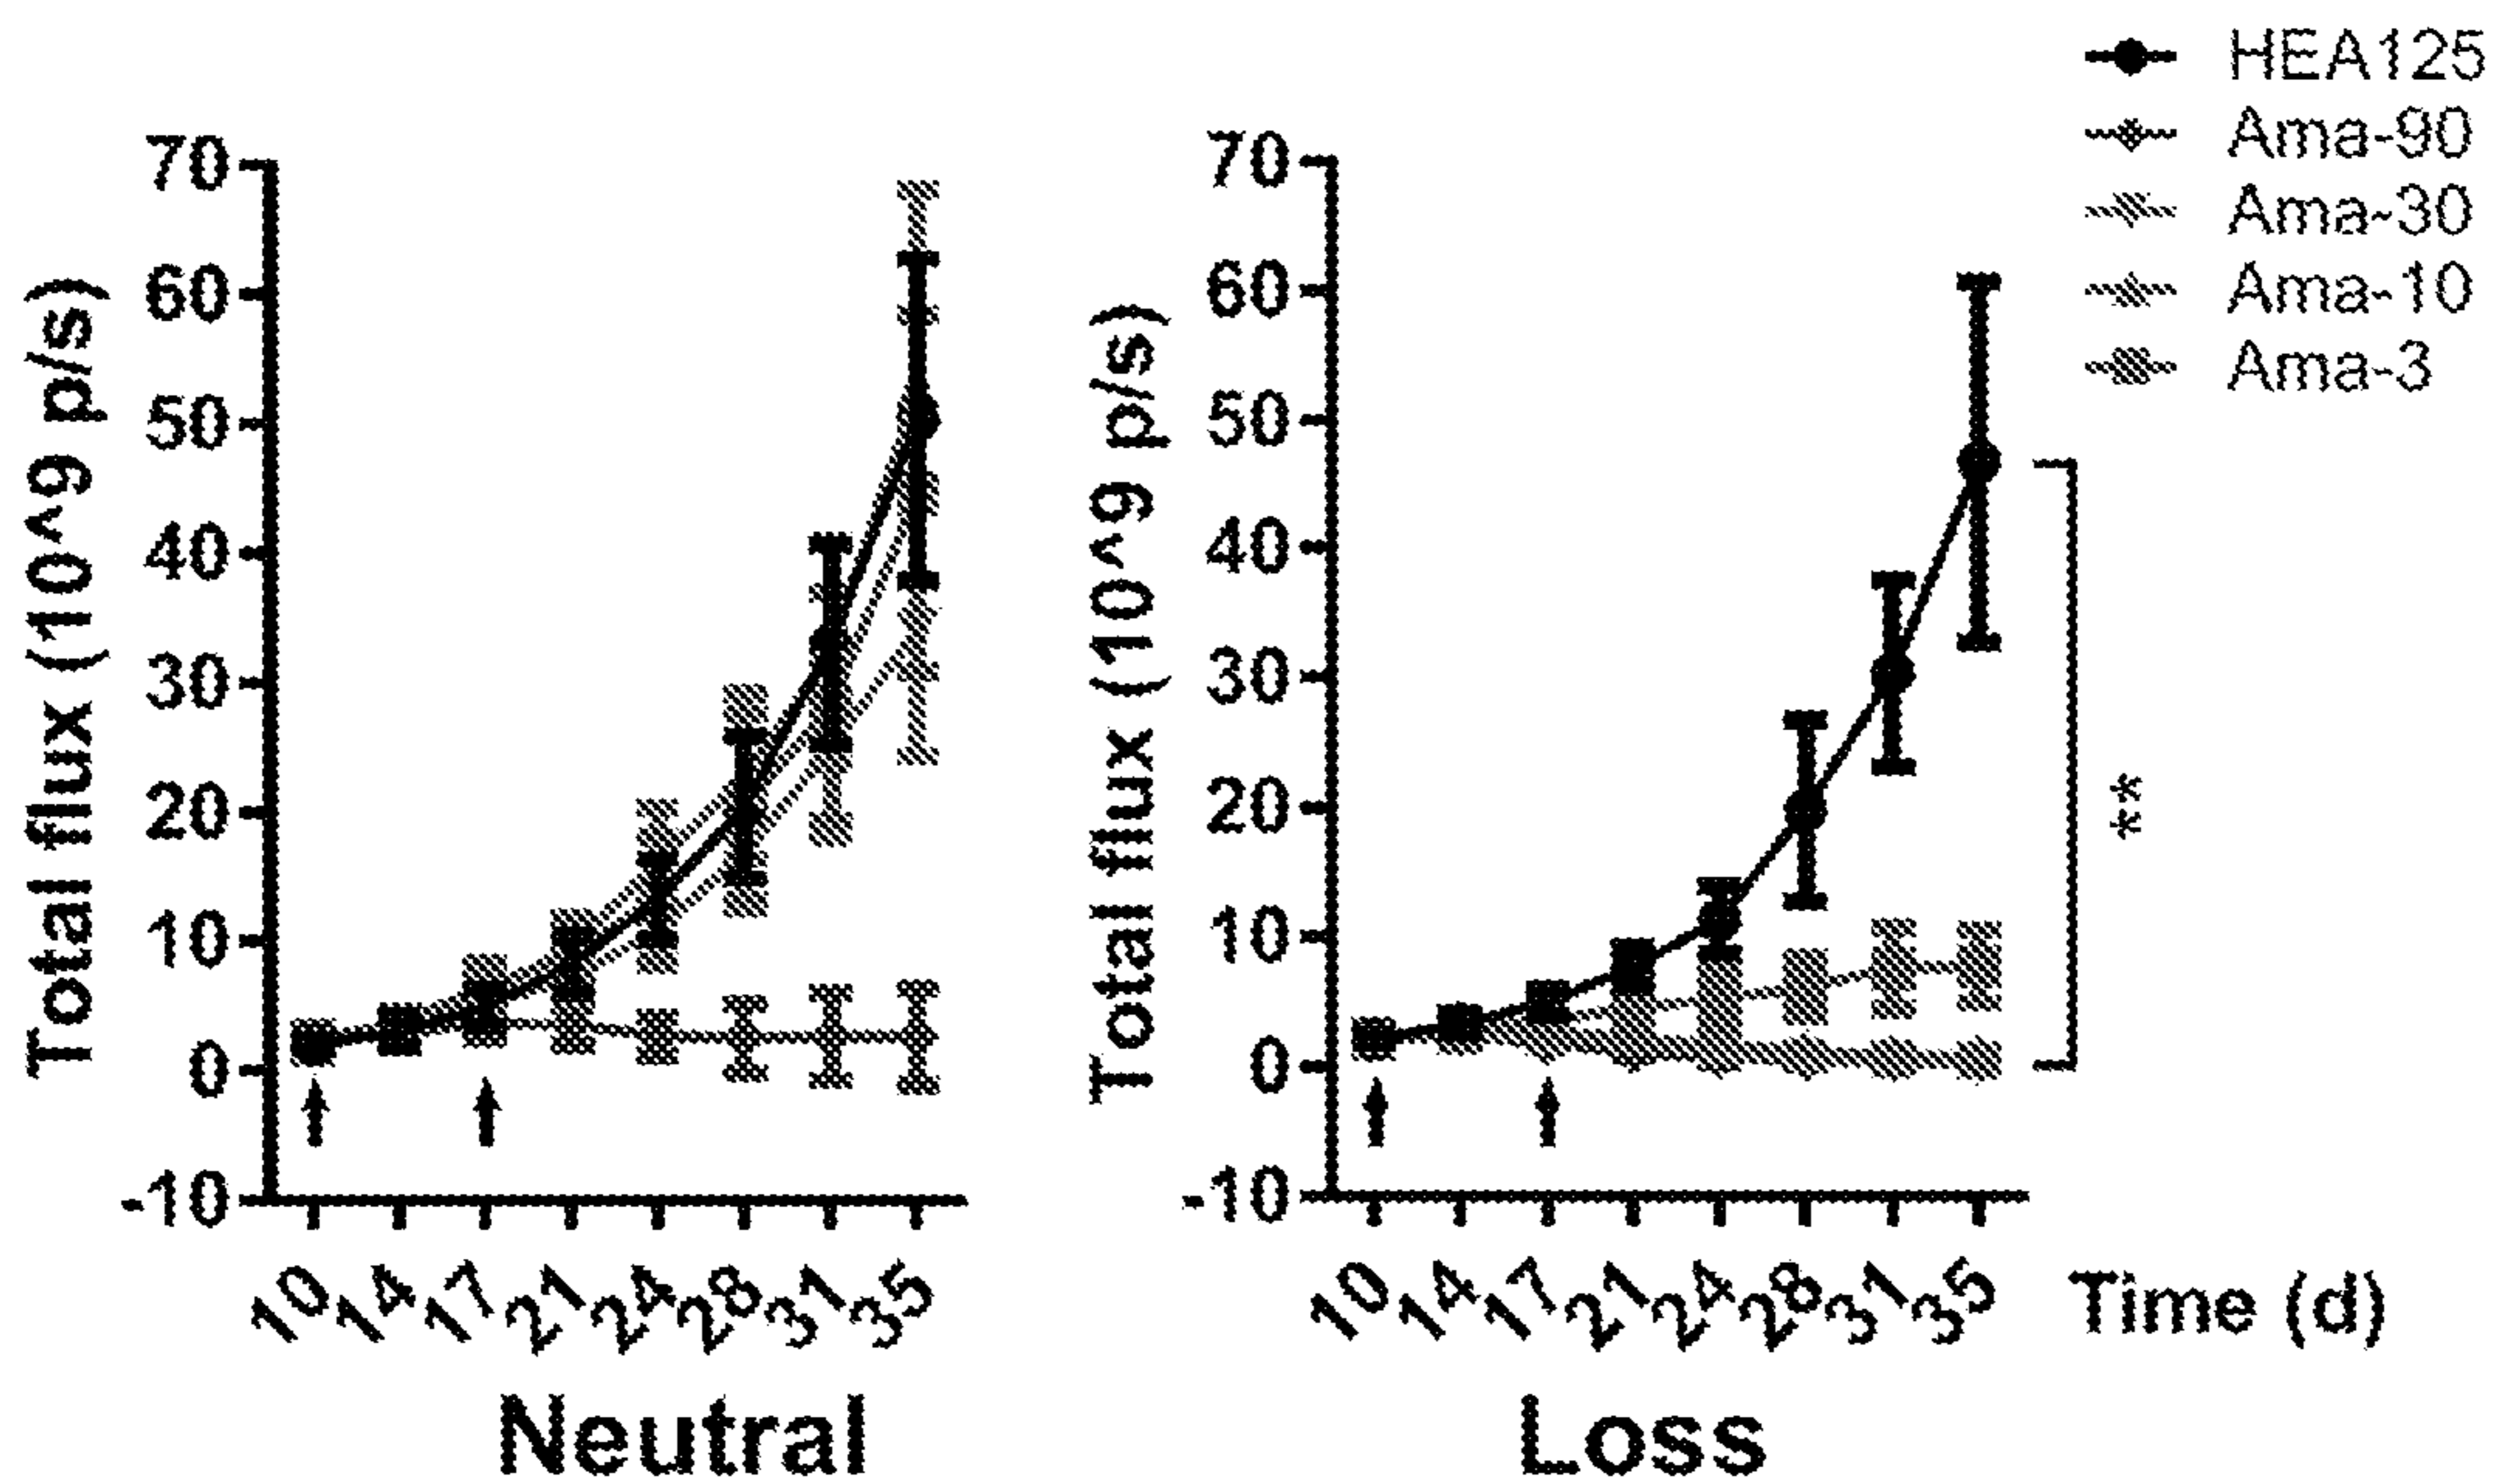 HEA125
Ama-90
Ama-30
Ama-10
Ama-3
Total flux (10^9 p/s)
70
60
50
40
30
20
10
0
-10
10 14 17 21 24 28 31 35
Neutral
Total flux (10^9 p/s)
70
60
50
40
30
20
10
0
-10
**
10 14 17 21 24 28 31 35 Time (d)
Loss